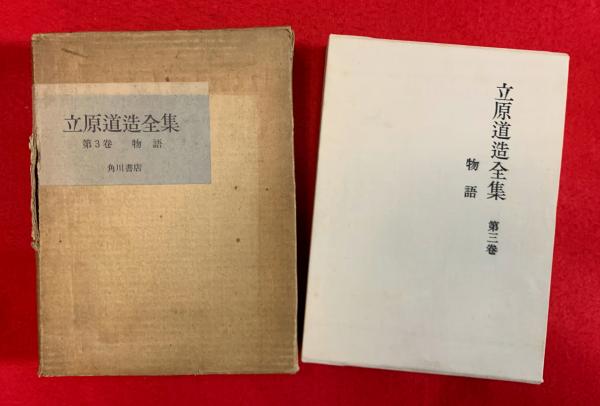 立原道造全集
第3巻 物語
角川書店
立原道造全集 第三巻
物語